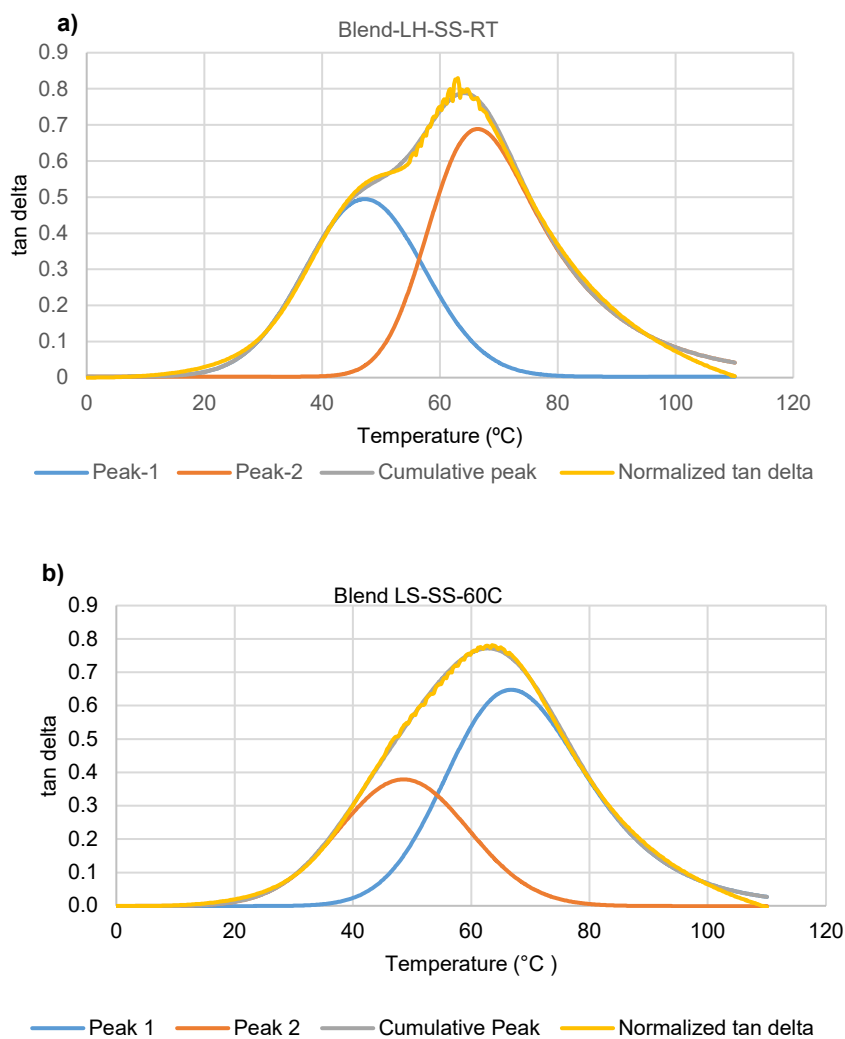 a)
Blend-LH-SS-RT
0.9
0.8
0.7
0.6
0.5
0.4
0.3
0.2
0.1
0
tan delta
0 20 40 60 80 100 120
Temperature (ºC)
Peak-1 Peak-2 Cumulative peak Normalized tan delta
b)
Blend LS-SS-60C
0.9
0.8
0.7
0.6
0.5
0.4
0.3
0.2
0.1
0.0
tan delta
0 20 40 60 80 100 120
Temperature (°C )
Peak 1 Peak 2 Cumulative Peak Normalized tan delta